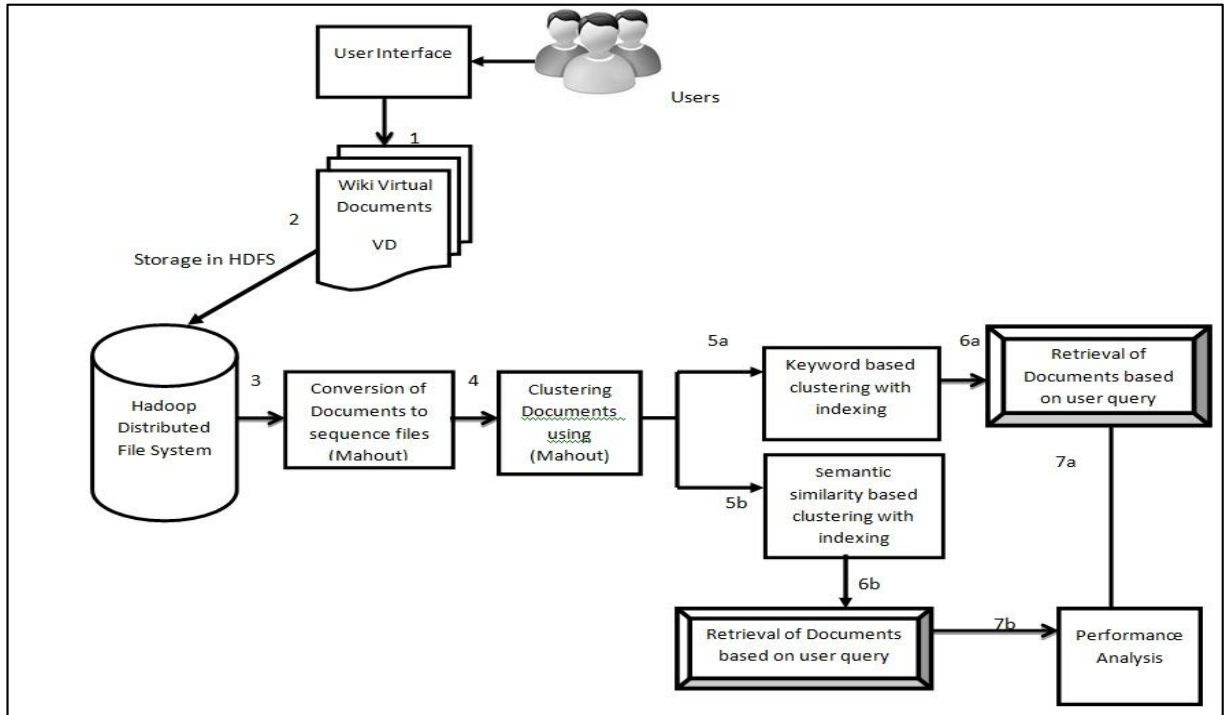 User Interface
Users
1
Wiki Virtual
Documents
VD
2
Storage in HDFS
Hadoop
Distributed
File System
3
Conversion of
Documents to
sequence files
(Mahout)
4
Clustering
Documents
using
(Mahout)
5a
Keyword based
clustering with
indexing
6a
Retrieval of
Documents based
on user query
7a
5b
Semantic
similarity based
clustering with
indexing
6b
Retrieval of Documents
based on user query
7b
Performance
Analysis